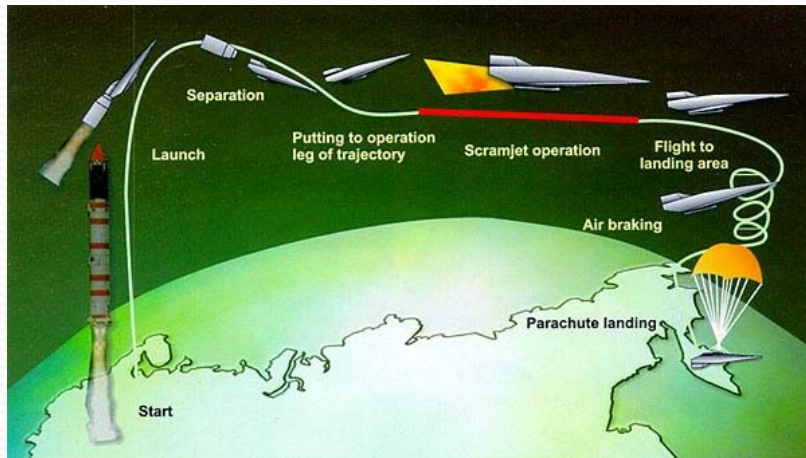 Separation
Launch
Putting to operation
leg of trajectory
Scramjet operation
Flight to
landing area
Air braking
Parachute landing
Start